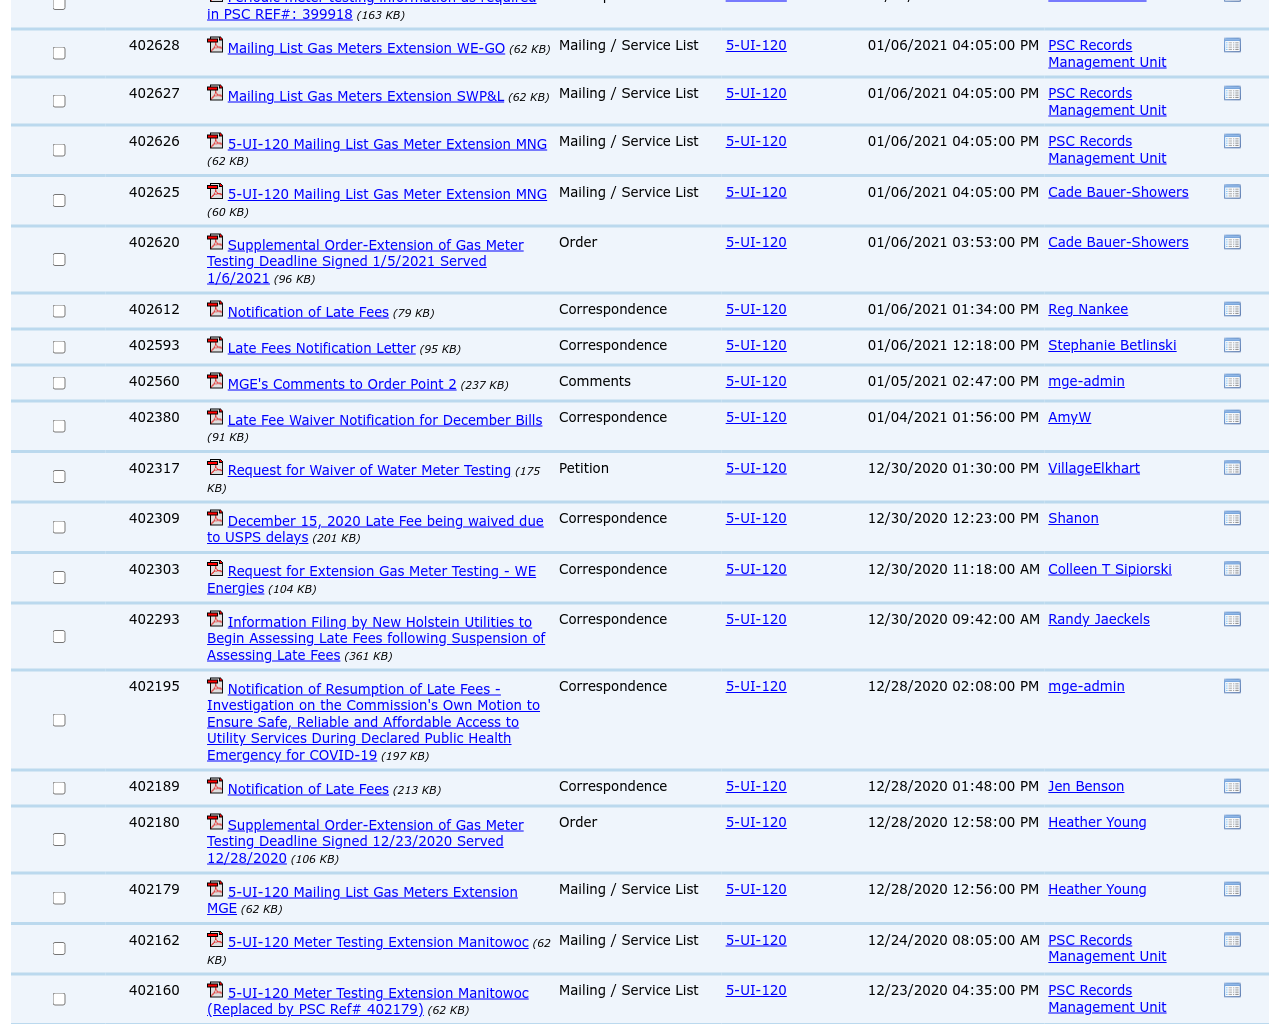 in PSC REF#: 399918 (163 KB)
402628 Mailing List Gas Meters Extension WE-GO (62 KB) Mailing / Service List 5-UI-120 01/06/2021 04:05:00 PM PSC Records
Management Unit
402627 Mailing List Gas Meters Extension SWP&L (62 KB) Mailing / Service List 5-UI-120 01/06/2021 04:05:00 PM PSC Records
Management Unit
402626 5-UI-120 Mailing List Gas Meter Extension MNG Mailing / Service List 5-UI-120 01/06/2021 04:05:00 PM PSC Records
(62 KB) Management Unit
402625 5-UI-120 Mailing List Gas Meter Extension MNG Mailing / Service List 5-UI-120 01/06/2021 04:05:00 PM Cade Bauer-Showers
(60 KB)
402620 Supplemental Order-Extension of Gas Meter Order 5-UI-120 01/06/2021 03:53:00 PM Cade Bauer-Showers
Testing Deadline Signed 1/5/2021 Served
1/6/2021 (96 KB)
402612 Notification of Late Fees (79 KB) Correspondence 5-UI-120 01/06/2021 01:34:00 PM Reg Nankee
402593 Late Fees Notification Letter (95 KB) Correspondence 5-UI-120 01/06/2021 12:18:00 PM Stephanie Betlinski
402560 MGE's Comments to Order Point 2 (237 KB) Comments 5-UI-120 01/05/2021 02:47:00 PM mge-admin
402380 Late Fee Waiver Notification for December Bills Correspondence 5-UI-120 01/04/2021 01:56:00 PM AmyW
(91 KB)
402317 Request for Waiver of Water Meter Testing (175 Petition 5-UI-120 12/30/2020 01:30:00 PM VillageElkhart
KB)
402309 December 15, 2020 Late Fee being waived due Correspondence 5-UI-120 12/30/2020 12:23:00 PM Shanon
to USPS delays (201 KB)
402303 Request for Extension Gas Meter Testing - WE Correspondence 5-UI-120 12/30/2020 11:18:00 AM Colleen T Sipiorski
Energies (104 KB)
402293 Information Filing by New Holstein Utilities to Correspondence 5-UI-120 12/30/2020 09:42:00 AM Randy Jaeckels
Begin Assessing Late Fees following Suspension of
Assessing Late Fees (361 KB)
402195 Notification of Resumption of Late Fees - Correspondence 5-UI-120 12/28/2020 02:08:00 PM mge-admin
Investigation on the Commission's Own Motion to
Ensure Safe, Reliable and Affordable Access to
Utility Services During Declared Public Health
Emergency for COVID-19 (197 KB)
402189 Notification of Late Fees (213 KB) Correspondence 5-UI-120 12/28/2020 01:48:00 PM Jen Benson
402180 Supplemental Order-Extension of Gas Meter Order 5-UI-120 12/28/2020 12:58:00 PM Heather Young
Testing Deadline Signed 12/23/2020 Served
12/28/2020 (106 KB)
402179 5-UI-120 Mailing List Gas Meters Extension Mailing / Service List 5-UI-120 12/28/2020 12:56:00 PM Heather Young
MGE (62 KB)
402162 5-UI-120 Meter Testing Extension Manitowoc (62 Mailing / Service List 5-UI-120 12/24/2020 08:05:00 AM PSC Records
KB) Management Unit
402160 5-UI-120 Meter Testing Extension Manitowoc Mailing / Service List 5-UI-120 12/23/2020 04:35:00 PM PSC Records
(Replaced by PSC Ref# 402179) (62 KB) Management Unit